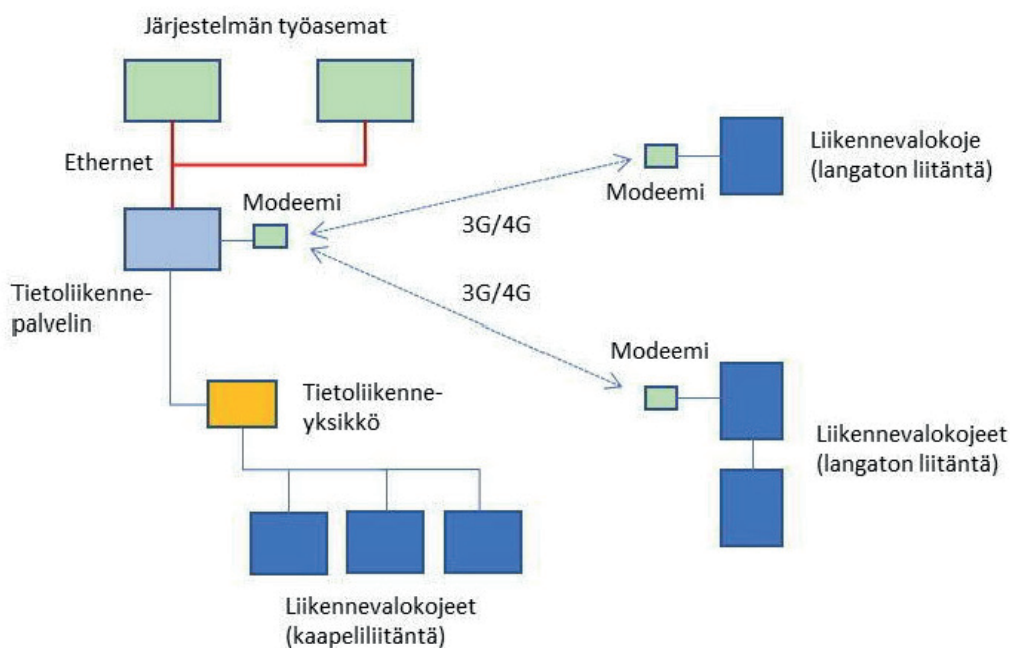 Järjestelmän työasemat
Ethernet
Modeemi
Tietoliikenne-
palvelin
3G/4G
3G/4G
Modeemi
Liikennevalokoje
(langaton liitäntä)
Modeemi
Liikennevalokojeet
(langaton liitäntä)
Tietoliikenne-
yksikkö
Liikennevalokojeet
(kaapeliliitäntä)